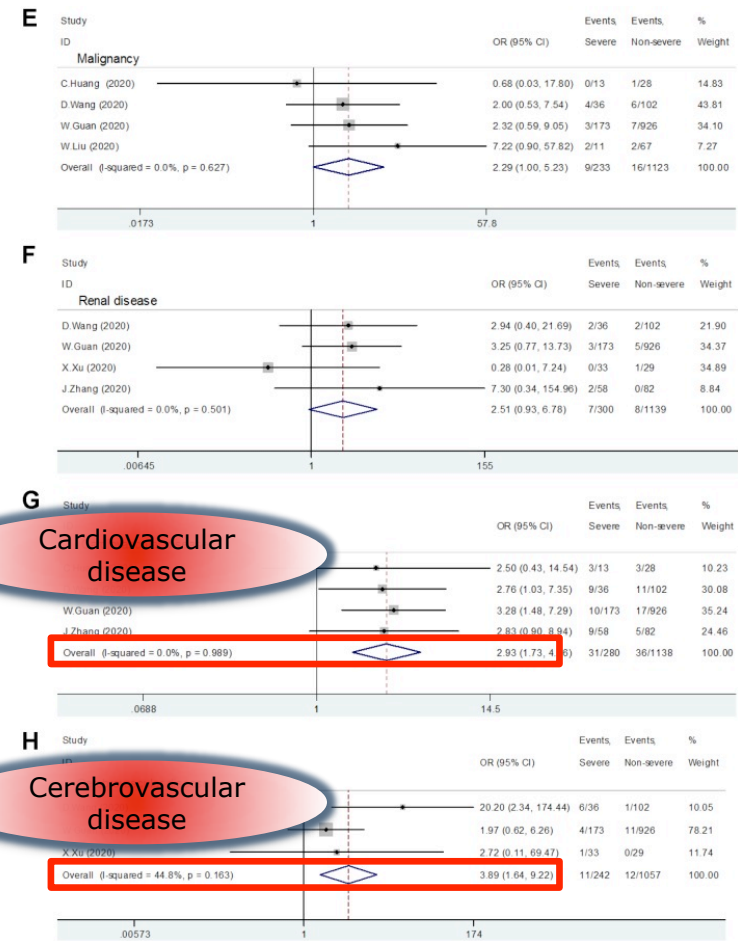 E
Study Events, Events, %
ID OR (95% CI) Severe Non-severe Weight
Malignancy
C.Huang (2020) 0.68 (0.03, 17.80) 0/13 1/28 14.83
D.Wang (2020) 2.00 (0.53, 7.54) 4/36 6/102 43.81
W.Guan (2020) 2.32 (0.59, 9.05) 3/173 7/926 34.10
W.Liu (2020) 7.22 (0.90, 57.82) 2/11 2/67 7.27
Overall (I-squared = 0.0%, p = 0.627) 2.29 (1.00, 5.23) 9/233 16/1123 100.00
.0173 1 57.8
F
Study Events, Events, %
ID OR (95% CI) Severe Non-severe Weight
Renal disease
D.Wang (2020) 2.94 (0.40, 21.69) 2/36 2/102 21.90
W.Guan (2020) 3.25 (0.77, 13.73) 3/173 5/926 34.37
X.Xu (2020) 0.28 (0.01, 7.24) 0/33 1/29 34.89
J.Zhang (2020) 7.30 (0.34, 154.96) 2/58 0/82 8.84
Overall (I-squared = 0.0%, p = 0.501) 2.51 (0.93, 6.78) 7/300 8/1139 100.00
.00645 1 155
G
Study Events, Events, %
OR (95% CI) Severe Non-severe Weight
Cardiovascular
disease
2.50 (0.43, 14.54) 3/13 3/28 10.23
2.76 (1.03, 7.35) 9/36 11/102 30.08
W.Guan (2020) 3.28 (1.48, 7.29) 10/173 17/926 35.24
J.Zhang (2020) 2.83 (0.90, 8.94) 9/58 5/82 24.46
Overall (I-squared = 0.0%, p = 0.989) 2.93 (1.73, 31/280 36/1138 100.00
.0688 1 14.5
H
Study Events, Events, %
OR (95% CI) Severe Non-severe Weight
Cerebrovascular
disease
20.20 (2.34, 174.44) 6/36 1/102 10.05
1.97 (0.62, 6.26) 4/173 11/926 78.21
X.Xu (2020) 2.72 (0.11, 69.47) 1/33 0/29 11.74
Overall (I-squared = 44.8%, p = 0.163) 3.89 (1.64, 9.22) 11/242 12/1057 100.00
.00573 1 174